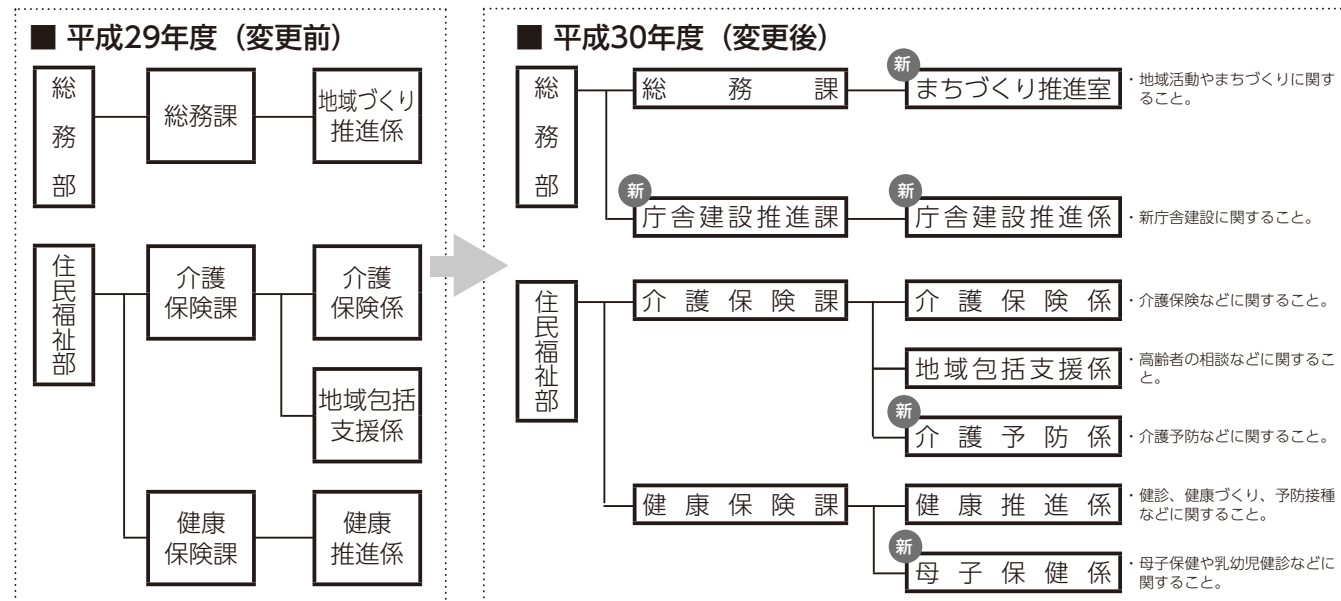 ■ 平成29年度（変更前）
総務部
総務課
地域づくり
推進係
住民福祉部
介護
保険課
介護
保険係
地域包括
支援係
健康
保険課
健康
推進係
■ 平成30年度（変更後）
総務部
総務課
新
まちづくり推進室
・地域活動やまちづくりに関す
ること。
新
庁舎建設推進課
新
庁舎建設推進係
・新庁舎建設に関すること。
住民福祉部
介護保険課
介護保険係
・介護保険などに関すること。
地域包括支援係
・高齢者の相談などに関するこ
と。
新
介護予防係
・介護予防などに関すること。
健康保険課
健康推進係
・健診、健康づくり、予防接種
などに関すること。
新
母子保健係
・母子保健や乳幼児健診などに
関すること。